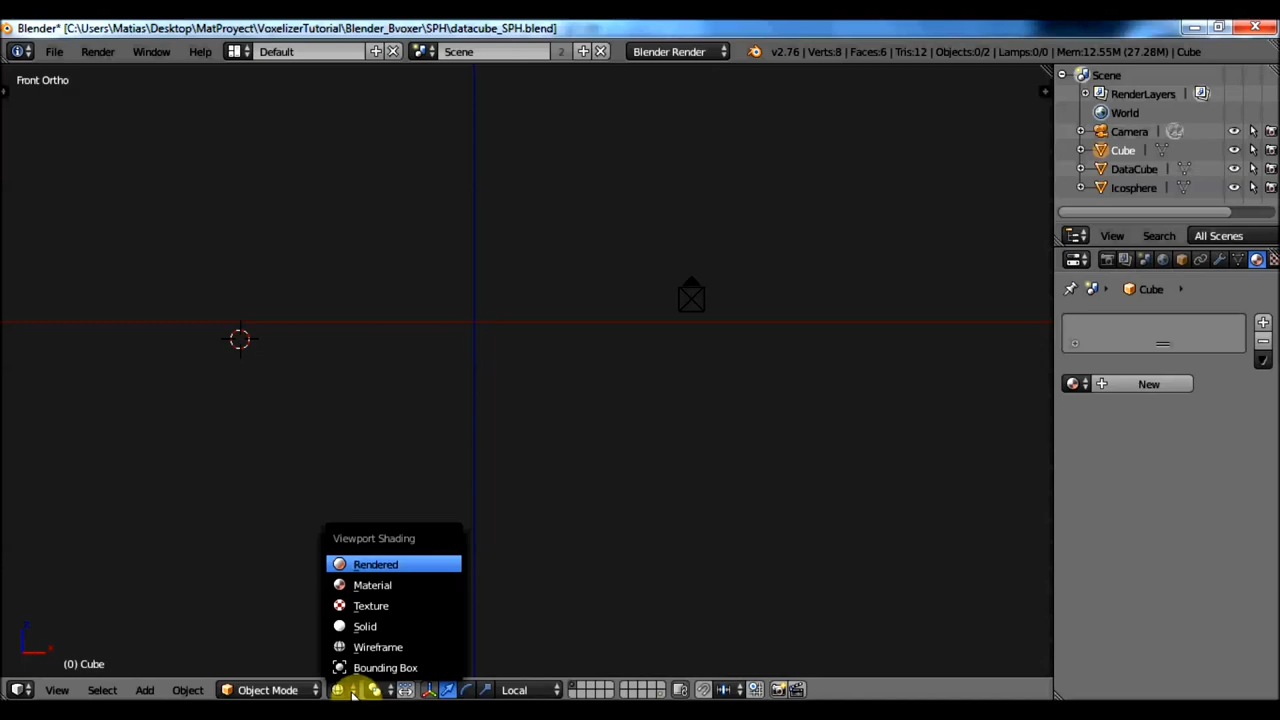 Blender* [C:\Users\Matias\Desktop\MatProyect\VoxelizerTutorial\Blender_Bvoxer\SPH\datacube_SPH.blend]
File Render Window Help Default Scene 2 Blender Render v2.76 | Verts:8 | Faces:6 | Tris:12 | Objects:0/2 | Lamps:0/0 | Mem:12.55M (27.28M) | Cube
Front Ortho
Scene
RenderLayers
World
Camera
Cube
DataCube
Icosphere
View Search All Scenes
Cube
New
Viewport Shading
Rendered
Material
Texture
Solid
Wireframe
Bounding Box
z
x
(0) Cube
View Select Add Object Object Mode Local